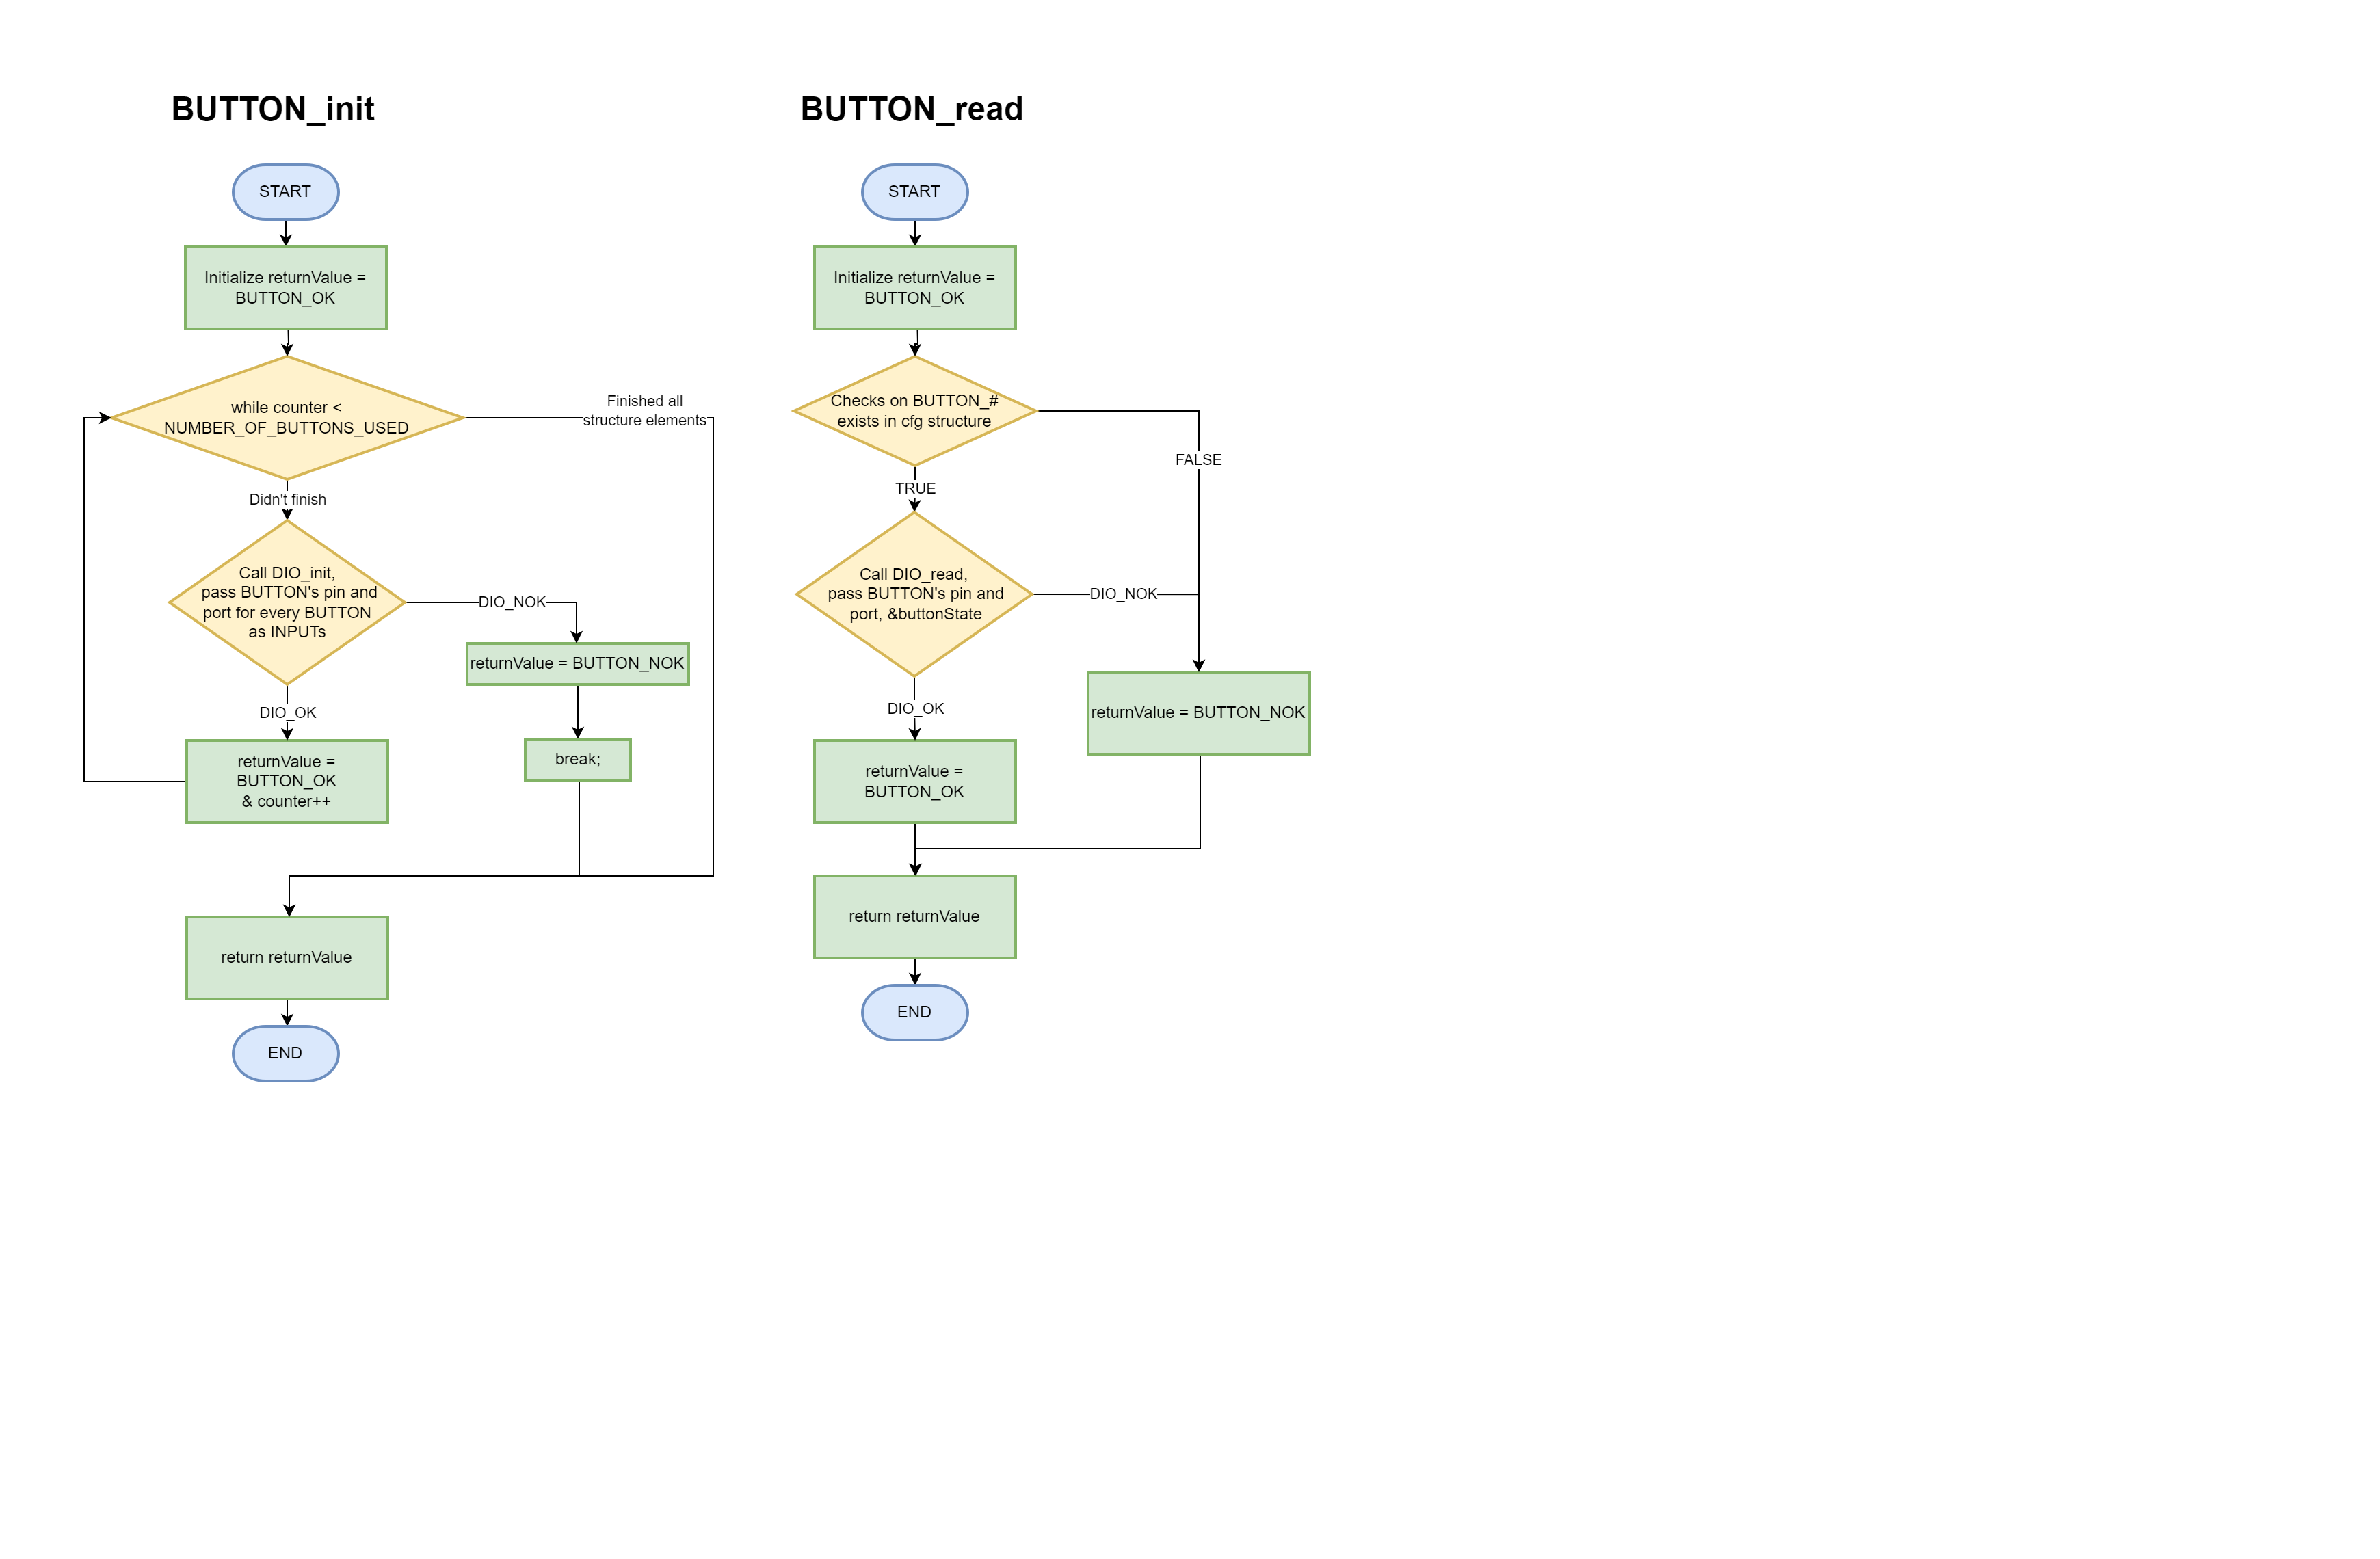 BUTTON_init
START
Initialize returnValue =
BUTTON_OK
while counter <
NUMBER_OF_BUTTONS_USED
Finished all
structure elements
Didn't finish
Call DIO_init,
pass BUTTON's pin and
port for every BUTTON
as INPUTs
DIO_NOK
returnValue = BUTTON_NOK
break;
DIO_OK
returnValue =
BUTTON_OK
& counter++
return returnValue
END
BUTTON_read
START
Initialize returnValue =
BUTTON_OK
Checks on BUTTON_#
exists in cfg structure
FALSE
TRUE
Call DIO_read,
pass BUTTON's pin and
port, &buttonState
DIO_NOK
returnValue = BUTTON_NOK
DIO_OK
returnValue =
BUTTON_OK
return returnValue
END